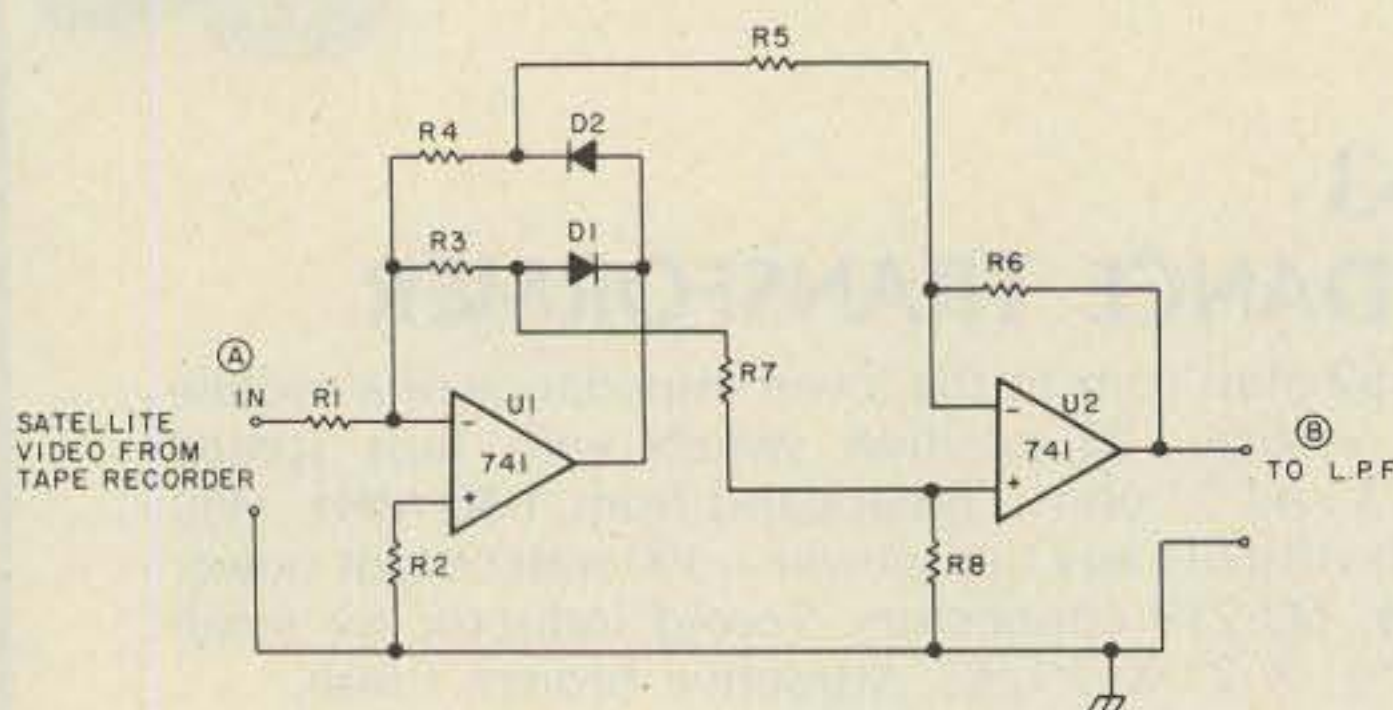 R5
R4
D2
R3
D1
R6
A
IN
R1
U1
R7
U2
SATELLITE
VIDEO FROM
TAPE RECORDER
-
741
+
-
741
+
B
TO L.P.F
R2
R8